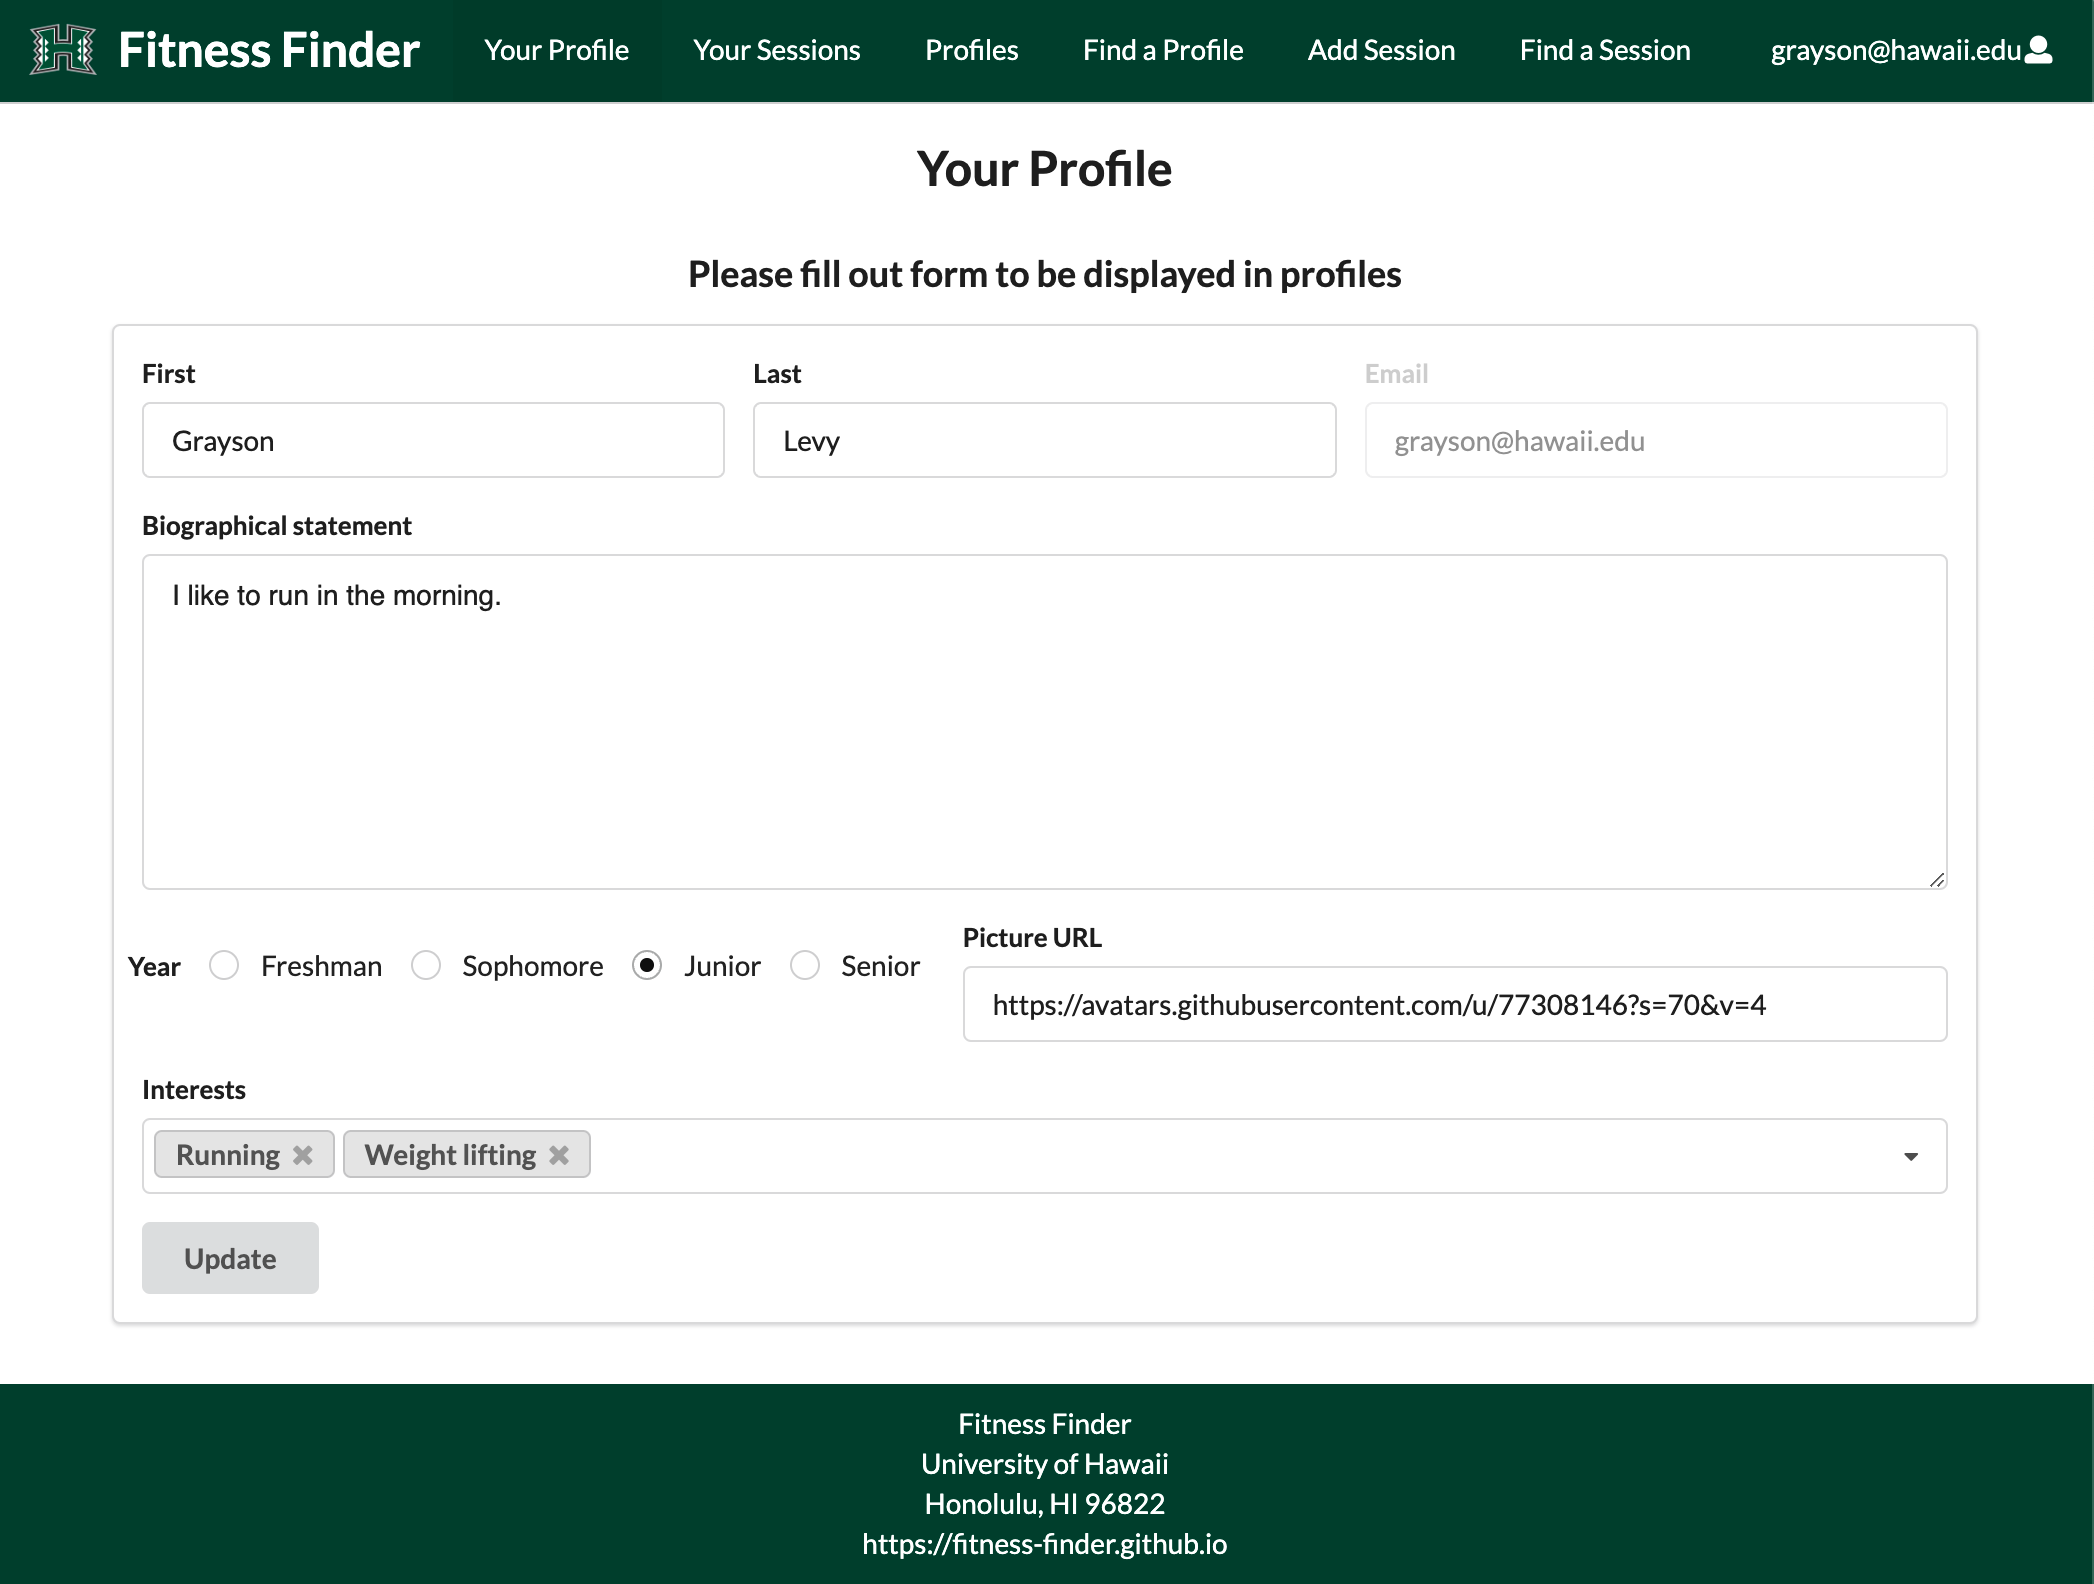 H Fitness Finder Your Profile Your Sessions Profiles Find a Profile Add Session Find a Session grayson@hawaii.edu
Your Profile
Please fill out form to be displayed in profiles
First Last Email
Grayson Levy grayson@hawaii.edu
Biographical statement
I like to run in the morning.
Picture URL
Year Freshman Sophomore Junior Senior
https://avatars.githubusercontent.com/u/77308146?s=70&v=4
Interests
Running Weight lifting
Update
Fitness Finder
University of Hawaii
Honolulu, HI 96822
https://fitness-finder.github.io